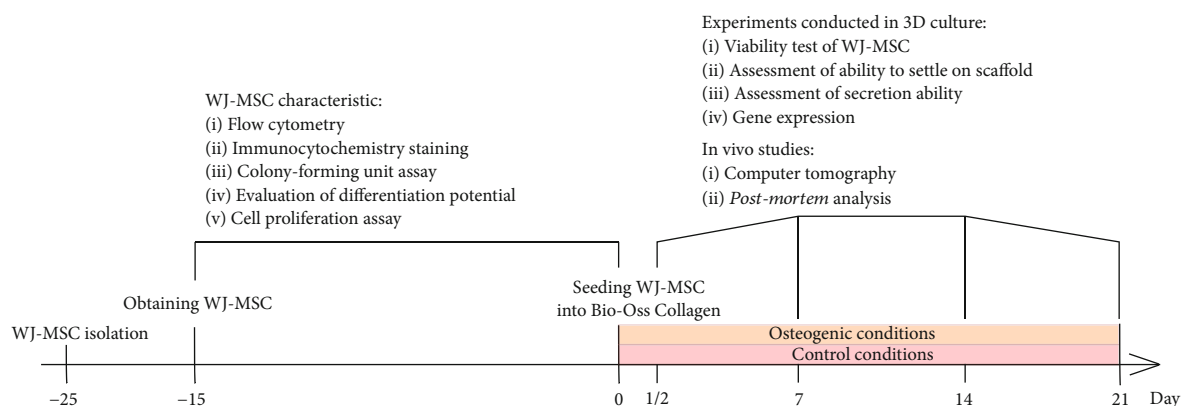 Experiments conducted in 3D culture:
(i) Viability test of WJ-MSC
(ii) Assessment of ability to settle on scaffold
(iii) Assessment of secretion ability
(iv) Gene expression
In vivo studies:
(i) Computer tomography
(ii) Post-mortem analysis
WJ-MSC characteristic:
(i) Flow cytometry
(ii) Immunocytochemistry staining
(iii) Colony-forming unit assay
(iv) Evaluation of differentiation potential
(v) Cell proliferation assay
Obtaining WJ-MSC
Seeding WJ-MSC
into Bio-Oss Collagen
WJ-MSC isolation
Osteogenic conditions
Control conditions
−25 −15 0 1/2 7 14 21 Day